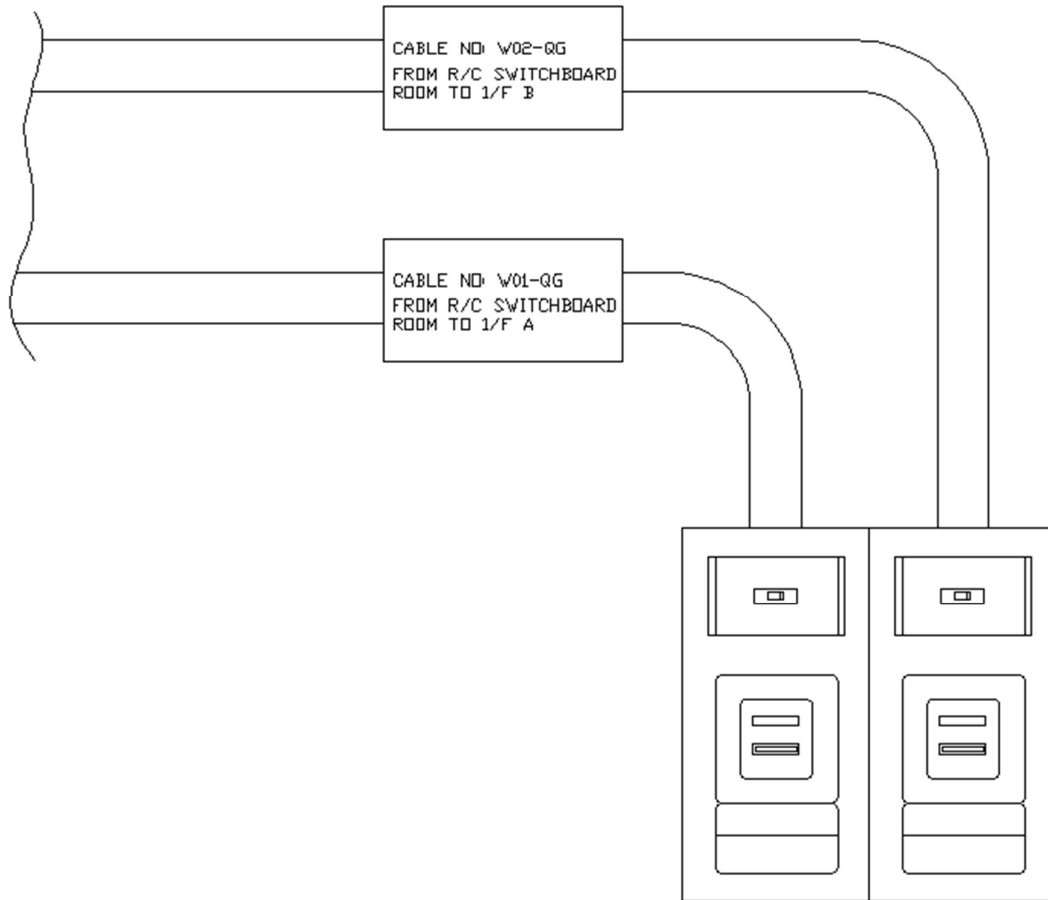 CABLE NO: W02-QG
FROM R/C SWITCHBOARD
ROOM TO 1/F B
CABLE NO: W01-QG
FROM R/C SWITCHBOARD
ROOM TO 1/F A